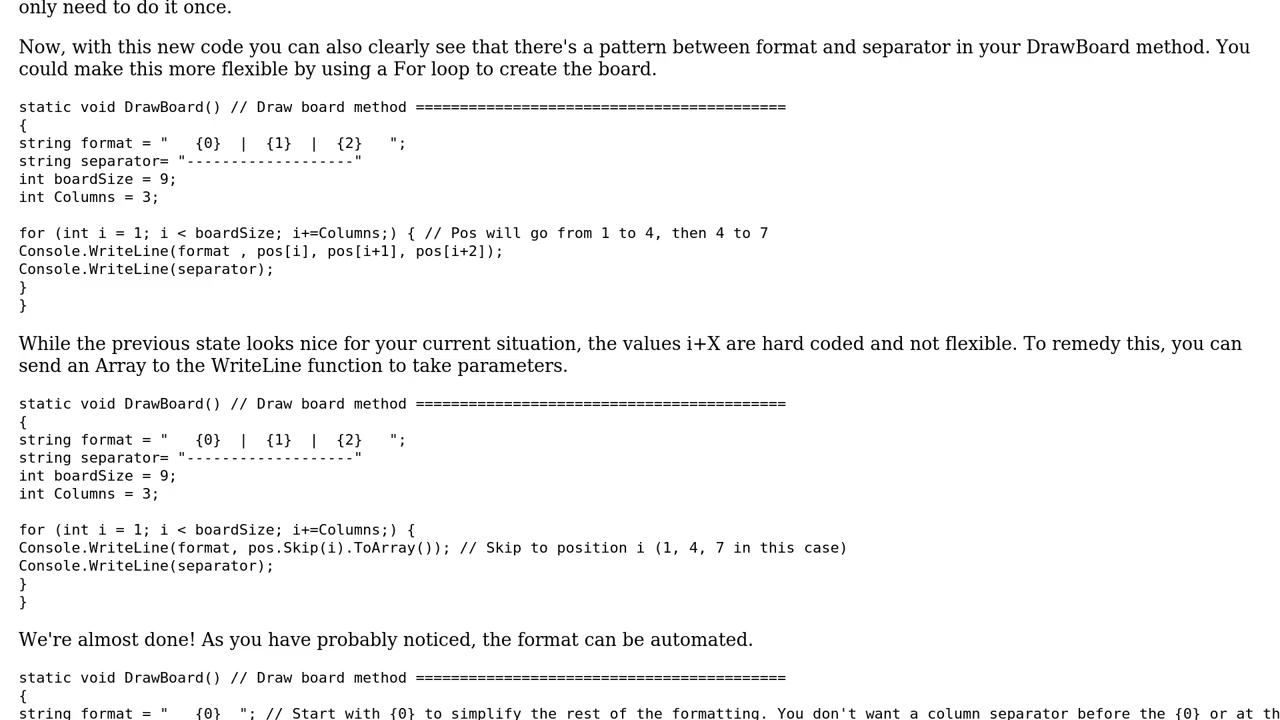 only need to do it once.
Now, with this new code you can also clearly see that there's a pattern between format and separator in your DrawBoard method. You
could make this more flexible by using a For loop to create the board.
static void DrawBoard() // Draw board method ==========================================
{
string format = "   {0}  |  {1}  |  {2}   ";
string separator= "-------------------"
int boardSize = 9;
int Columns = 3;

for (int i = 1; i < boardSize; i+=Columns;) { // Pos will go from 1 to 4, then 4 to 7
Console.WriteLine(format , pos[i], pos[i+1], pos[i+2]);
Console.WriteLine(separator);
}
}
While the previous state looks nice for your current situation, the values i+X are hard coded and not flexible. To remedy this, you can
send an Array to the WriteLine function to take parameters.
static void DrawBoard() // Draw board method ==========================================
{
string format = "   {0}  |  {1}  |  {2}   ";
string separator= "-------------------"
int boardSize = 9;
int Columns = 3;

for (int i = 1; i < boardSize; i+=Columns;) {
Console.WriteLine(format, pos.Skip(i).ToArray()); // Skip to position i (1, 4, 7 in this case)
Console.WriteLine(separator);
}
}
We're almost done! As you have probably noticed, the format can be automated.
static void DrawBoard() // Draw board method ==========================================
{
string format = "   {0}  "; // Start with {0} to simplify the rest of the formatting. You don't want a column separator before the {0} or at th